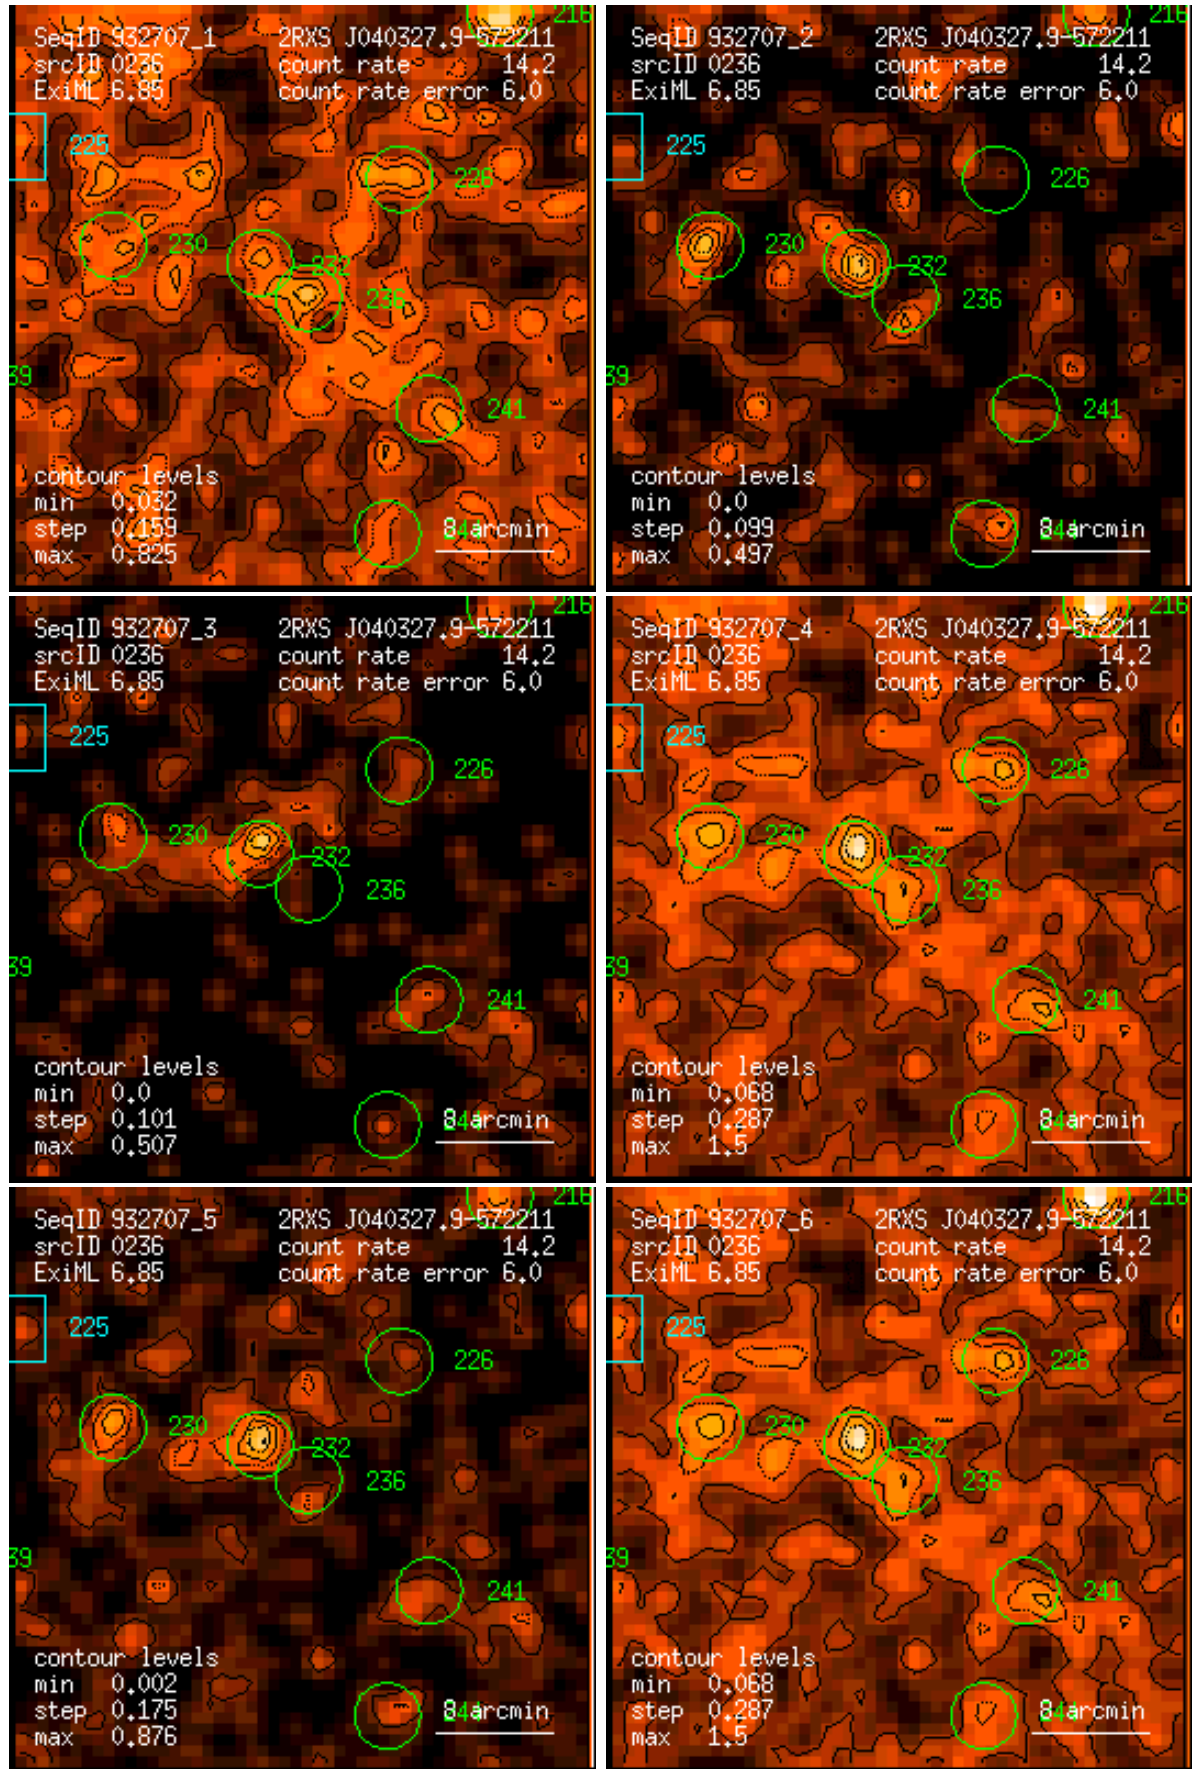 216
SeqID 932707_1 2RXS J040327.9-572211
srcID 0236 count rate 14.2
ExiML 6.85 count rate error 6.0
225
226
230
232
236
39
241
contour levels
min 0.032
step 0.159 8 arcmin
max 0.825
216
SeqID 932707_2 2RXS J040327.9-572211
srcID 0236 count rate 14.2
ExiML 6.85 count rate error 6.0
225
226
230
232
236
39
241
contour levels
min 0.0
step 0.099 8 arcmin
max 0.497
216
SeqID 932707_3 2RXS J040327.9-572211
srcID 0236 count rate 14.2
ExiML 6.85 count rate error 6.0
225
226
230
232
236
39
241
contour levels
min 0.0
step 0.101 8 arcmin
max 0.507
216
SeqID 932707_4 2RXS J040327.9-572211
srcID 0236 count rate 14.2
ExiML 6.85 count rate error 6.0
225
226
230
232
236
39
241
contour levels
min 0.068
step 0.287 8 arcmin
max 1.5
216
SeqID 932707_5 2RXS J040327.9-572211
srcID 0236 count rate 14.2
ExiML 6.85 count rate error 6.0
225
226
230
232
236
39
241
contour levels
min 0.002
step 0.175 8 arcmin
max 0.876
216
SeqID 932707_6 2RXS J040327.9-572211
srcID 0236 count rate 14.2
ExiML 6.85 count rate error 6.0
225
226
230
232
236
39
241
contour levels
min 0.068
step 0.287 8 arcmin
max 1.5